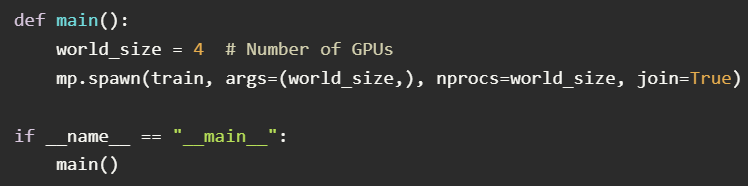 def main():
    world_size = 4  # Number of GPUs
    mp.spawn(train, args=(world_size,), nprocs=world_size, join=True)
if __name__ == "__main__":
    main()